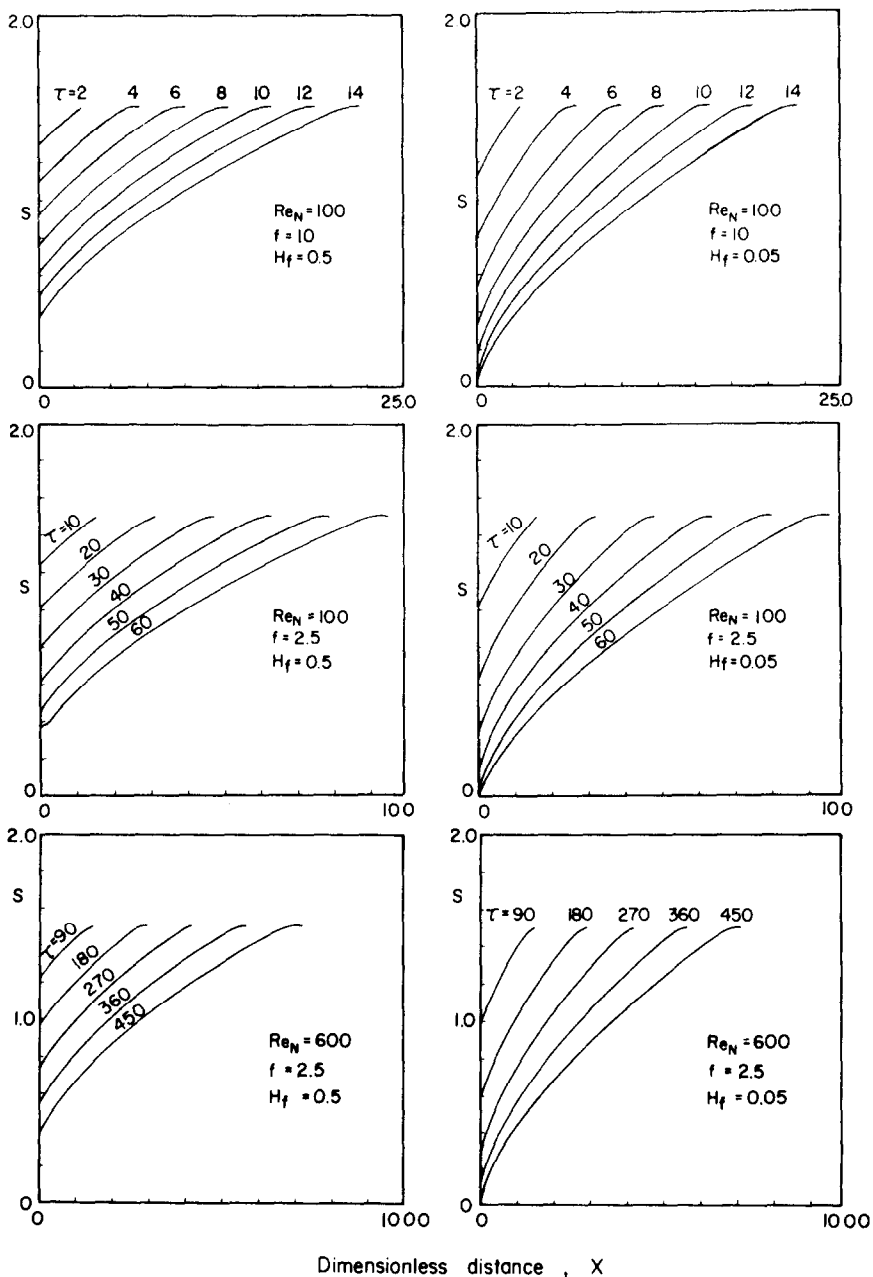 2.0
τ=2 4 6 8 10 12 14
S
Re_N = 100
f = 10
H_f = 0.5
0
0 25.0
2.0
τ=2 4 6 8 10 12 14
S
Re_N = 100
f = 10
H_f = 0.05
0
0 25.0
2.0
τ=10
20
30
40
50
60
S
Re_N = 100
f = 2.5
H_f = 0.5
0
0 100
2.0
τ=10
20
30
40
50
60
S
Re_N = 100
f = 2.5
H_f = 0.05
0
0 100
2.0
S
τ=90
180
270
360
450
1.0
Re_N = 600
f = 2.5
H_f = 0.5
0
0 1000
2.0
S
τ=90 180 270 360 450
1.0
Re_N = 600
f = 2.5
H_f = 0.05
0
0 1000
Dimensionless distance , X